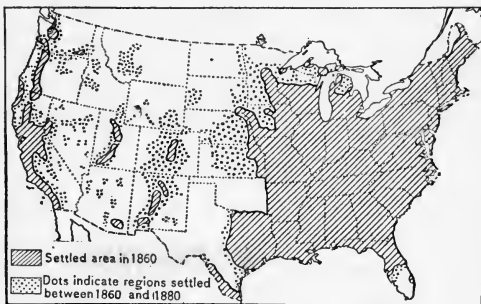 Settled area in 1860
Dots indicate regions settled
between 1860 and 1880